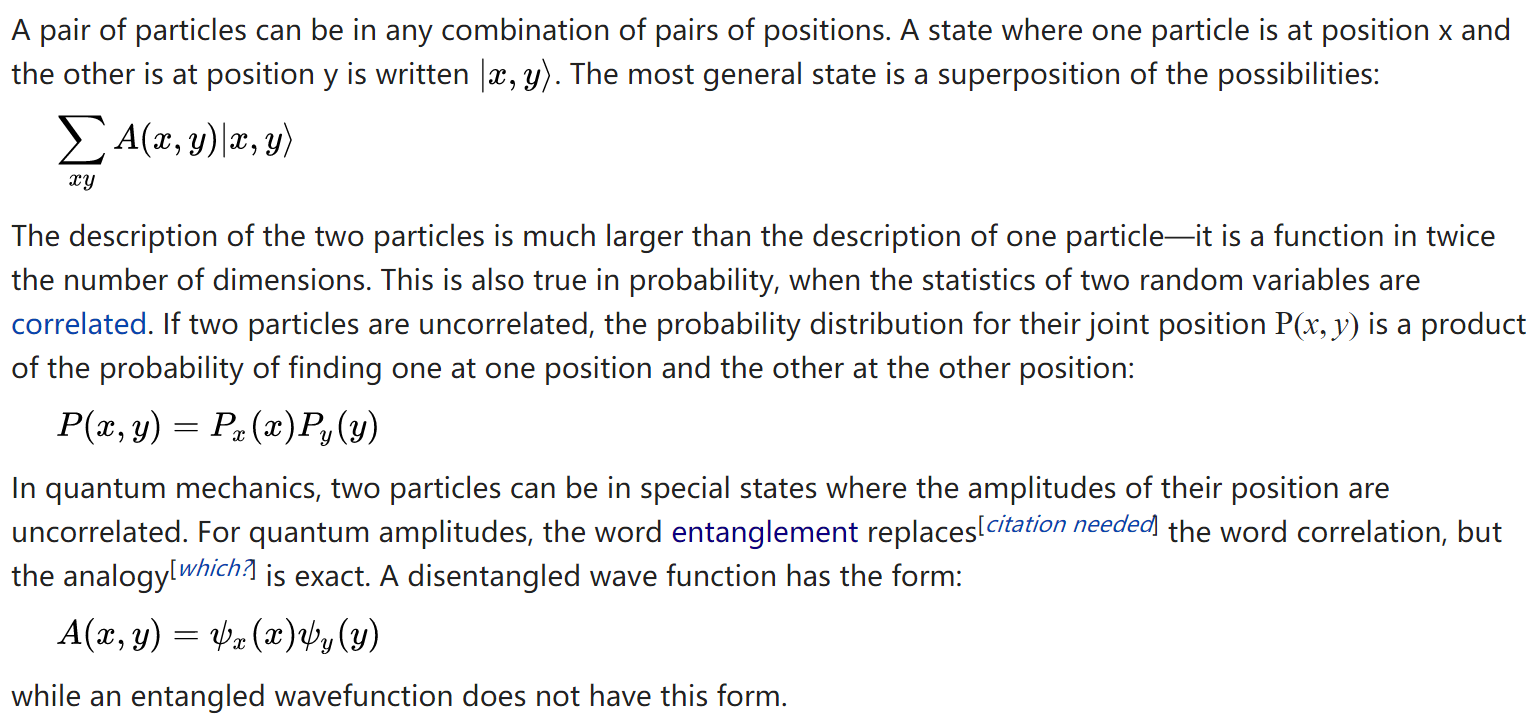 A pair of particles can be in any combination of pairs of positions. A state where one particle is at position x and
the other is at position y is written |x, y⟩. The most general state is a superposition of the possibilities:
∑ A(x, y)|x, y⟩
xy
The description of the two particles is much larger than the description of one particle—it is a function in twice
the number of dimensions. This is also true in probability, when the statistics of two random variables are
correlated. If two particles are uncorrelated, the probability distribution for their joint position P(x, y) is a product
of the probability of finding one at one position and the other at the other position:
P(x, y) = Pₓ(x)P_y(y)
In quantum mechanics, two particles can be in special states where the amplitudes of their position are
uncorrelated. For quantum amplitudes, the word entanglement replaces[citation needed] the word correlation, but
the analogy[which?] is exact. A disentangled wave function has the form:
A(x, y) = ψₓ(x)ψ_y(y)
while an entangled wavefunction does not have this form.